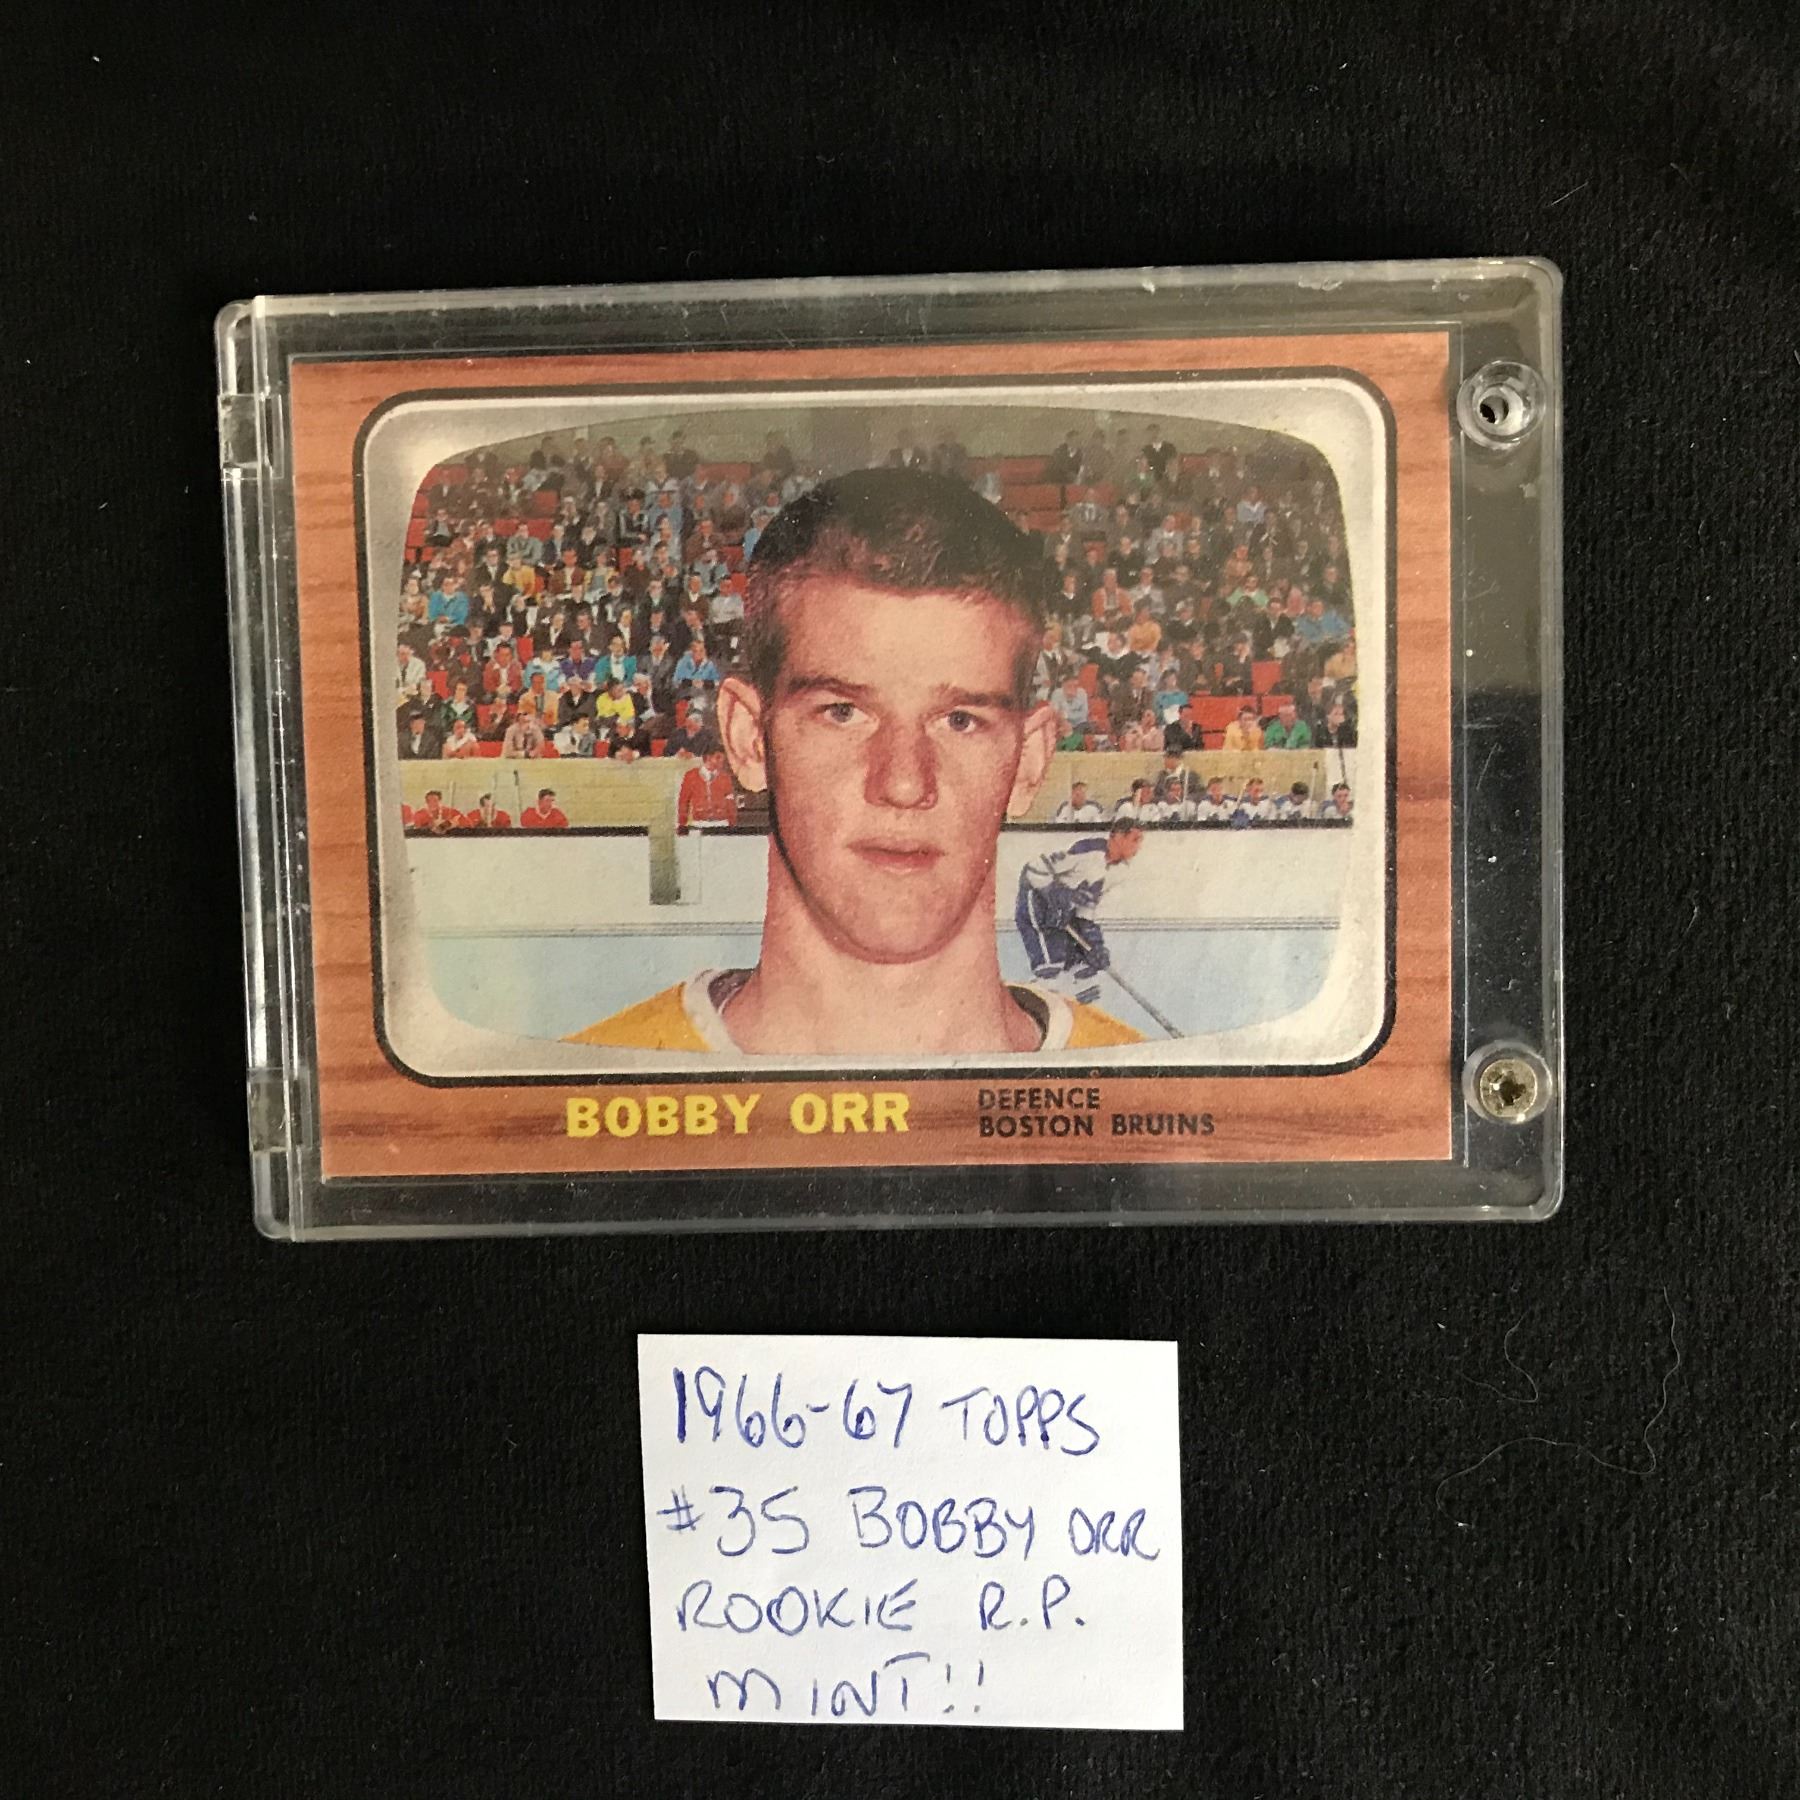 BOBBY ORR
DEFENCE
BOSTON BRUINS
1966-67 TOPPS
#35 BOBBY ORR
ROOKIE R.P.
MINT!!